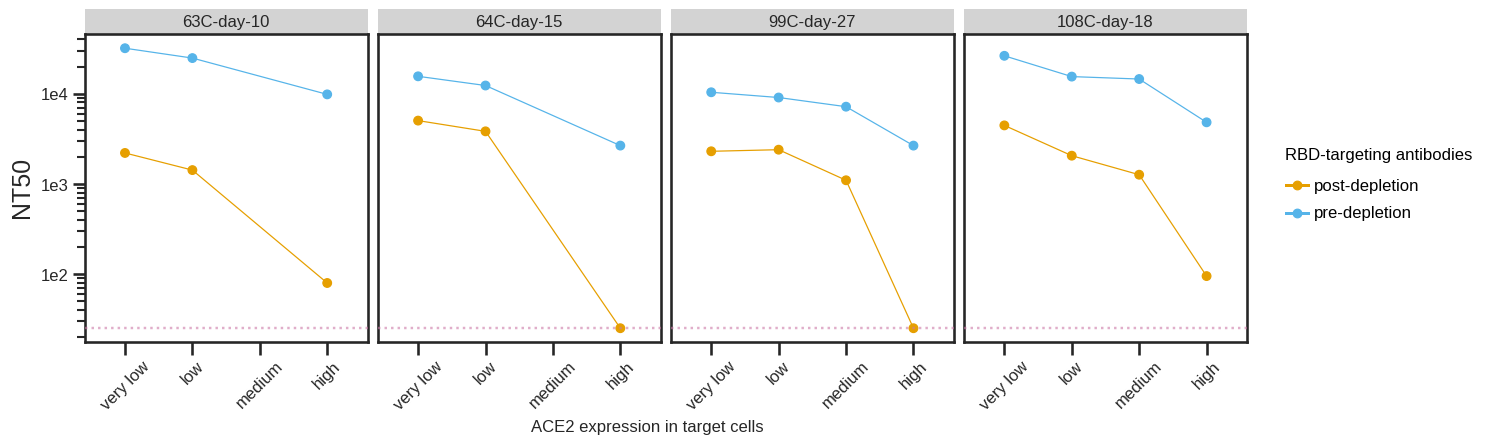 63C-day-10
64C-day-15
99C-day-27
108C-day-18
NT50
1e4
1e3
1e2
very low
low
medium
high
very low
low
medium
high
very low
low
medium
high
very low
low
medium
high
ACE2 expression in target cells
RBD-targeting antibodies
post-depletion
pre-depletion